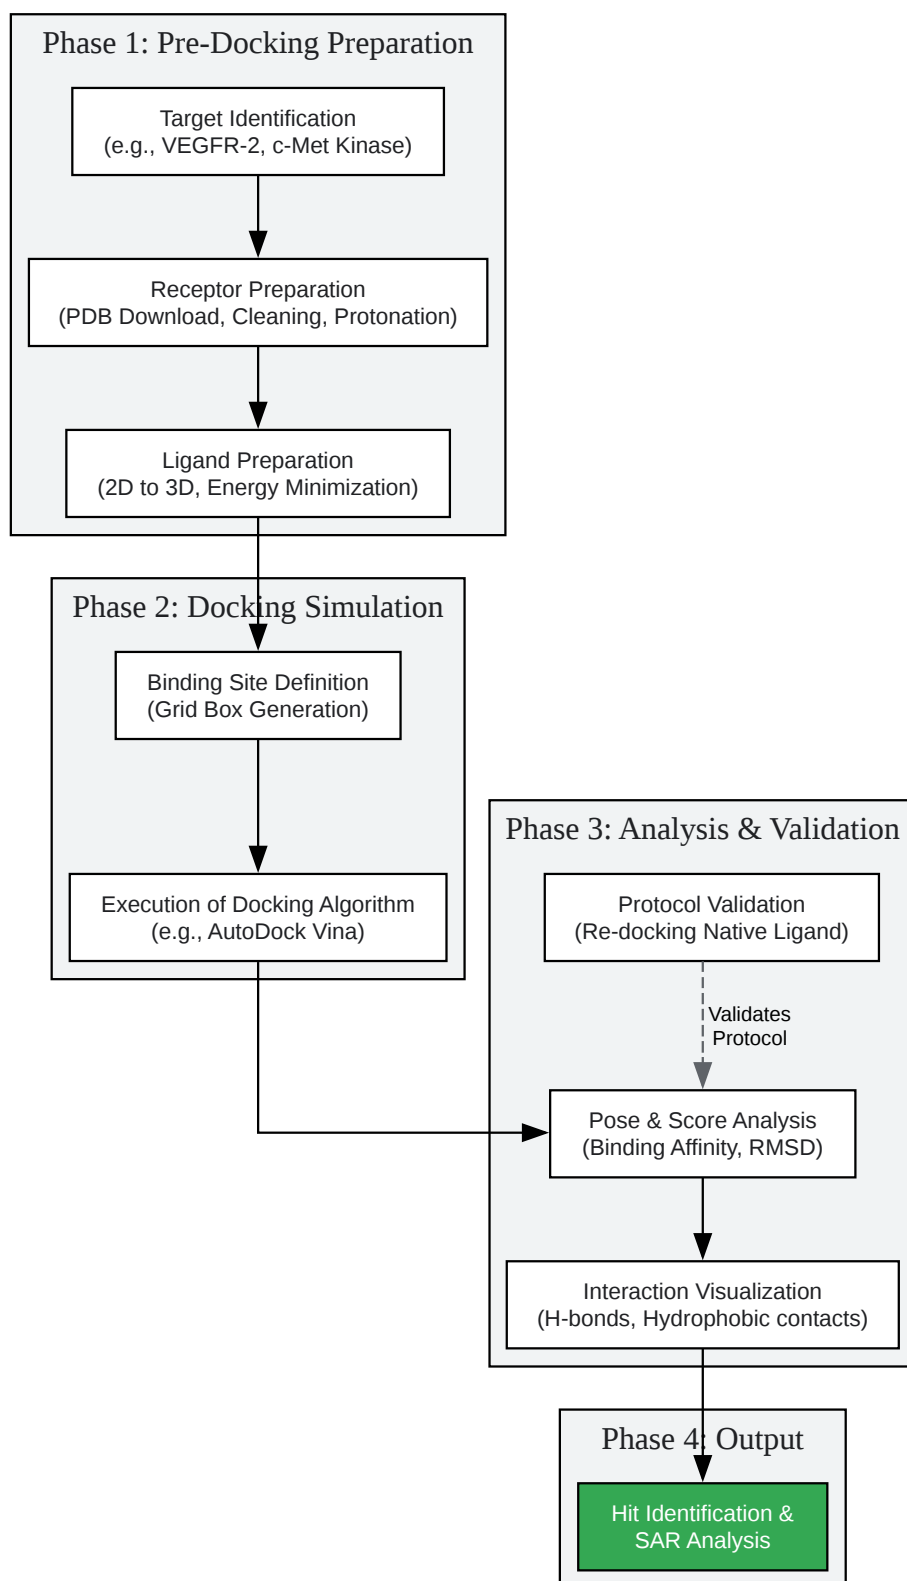 Phase 1: Pre-Docking Preparation
Target Identification
(e.g., VEGFR-2, c-Met Kinase)
Receptor Preparation
(PDB Download, Cleaning, Protonation)
Ligand Preparation
(2D to 3D, Energy Minimization)
Phase 2: Docking Simulation
Binding Site Definition
(Grid Box Generation)
Execution of Docking Algorithm
(e.g., AutoDock Vina)
Phase 3: Analysis & Validation
Protocol Validation
(Re-docking Native Ligand)
Validates
Protocol
Pose & Score Analysis
(Binding Affinity, RMSD)
Interaction Visualization
(H-bonds, Hydrophobic contacts)
Phase 4: Output
Hit Identification &
SAR Analysis